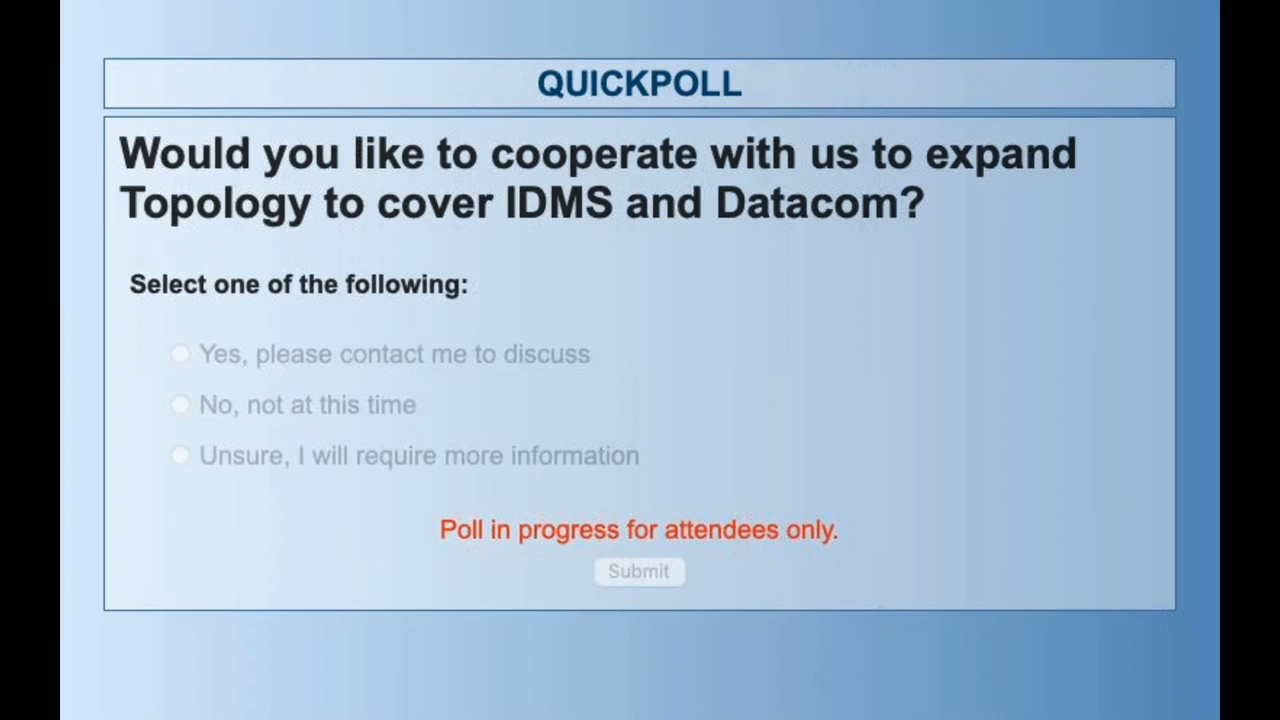 QUICKPOLL
Would you like to cooperate with us to expand
Topology to cover IDMS and Datacom?
Select one of the following:
Yes, please contact me to discuss
No, not at this time
Unsure, I will require more information
Poll in progress for attendees only.
Submit